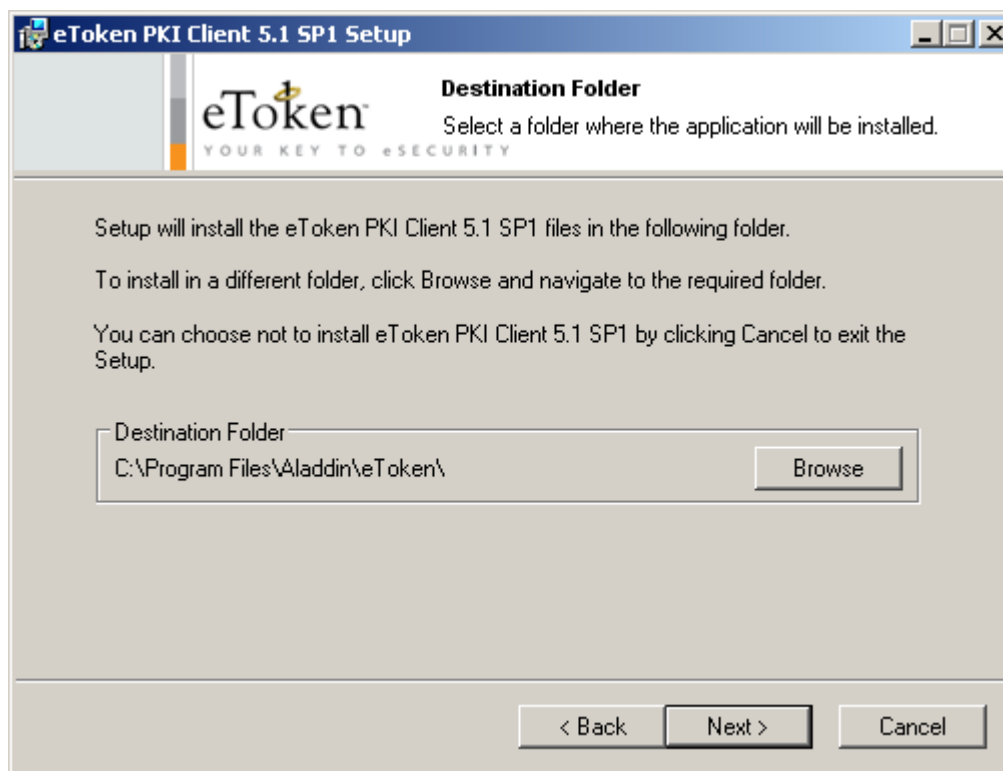 eToken PKI Client 5.1 SP1 Setup
eToken
YOUR KEY TO eSECURITY
Destination Folder
Select a folder where the application will be installed.
Setup will install the eToken PKI Client 5.1 SP1 files in the following folder.
To install in a different folder, click Browse and navigate to the required folder.
You can choose not to install eToken PKI Client 5.1 SP1 by clicking Cancel to exit the
Setup.
Destination Folder
C:\Program Files\Aladdin\eToken\
Browse
< Back
Next >
Cancel